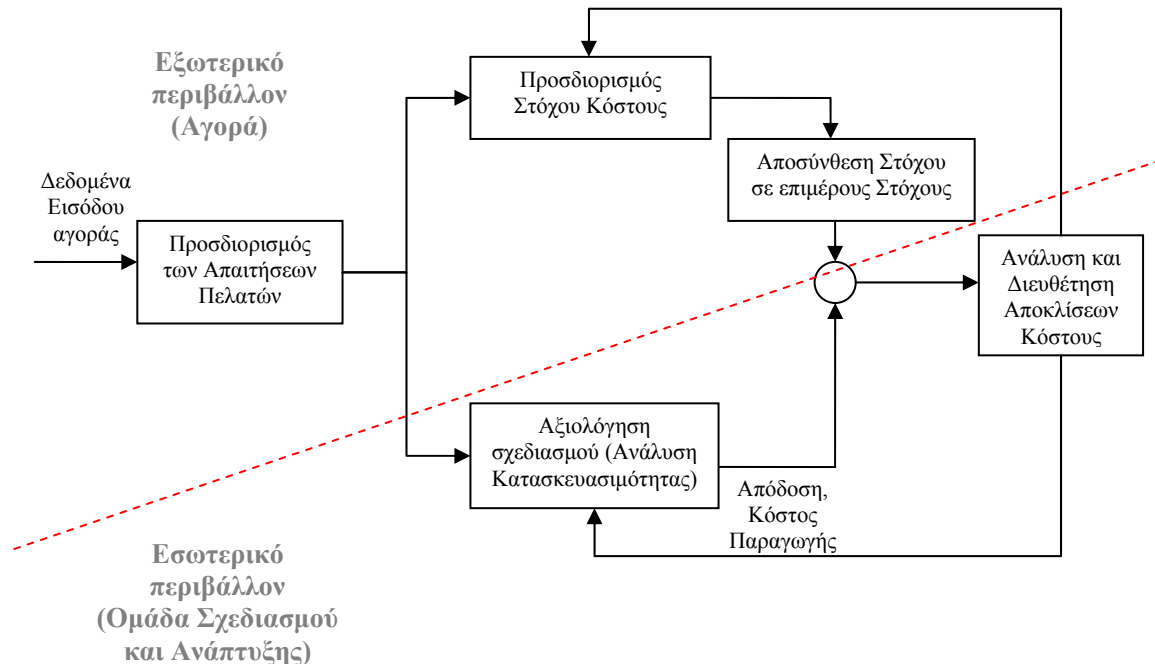 Εξωτερικό
περιβάλλον
(Αγορά)
Προσδιορισμός
Στόχου Κόστους
Αποσύνθεση Στόχου
σε επιμέρους Στόχους
Δεδομένα
Εισόδου
αγοράς
Προσδιορισμός
των Απαιτήσεων
Πελατών
Ανάλυση και
Διευθέτηση
Αποκλίσεων
Κόστους
Αξιολόγηση
σχεδιασμού (Ανάλυση
Κατασκευασιμότητας)
Απόδοση,
Κόστος
Παραγωγής
Εσωτερικό
περιβάλλον
(Ομάδα Σχεδιασμού
και Ανάπτυξης)